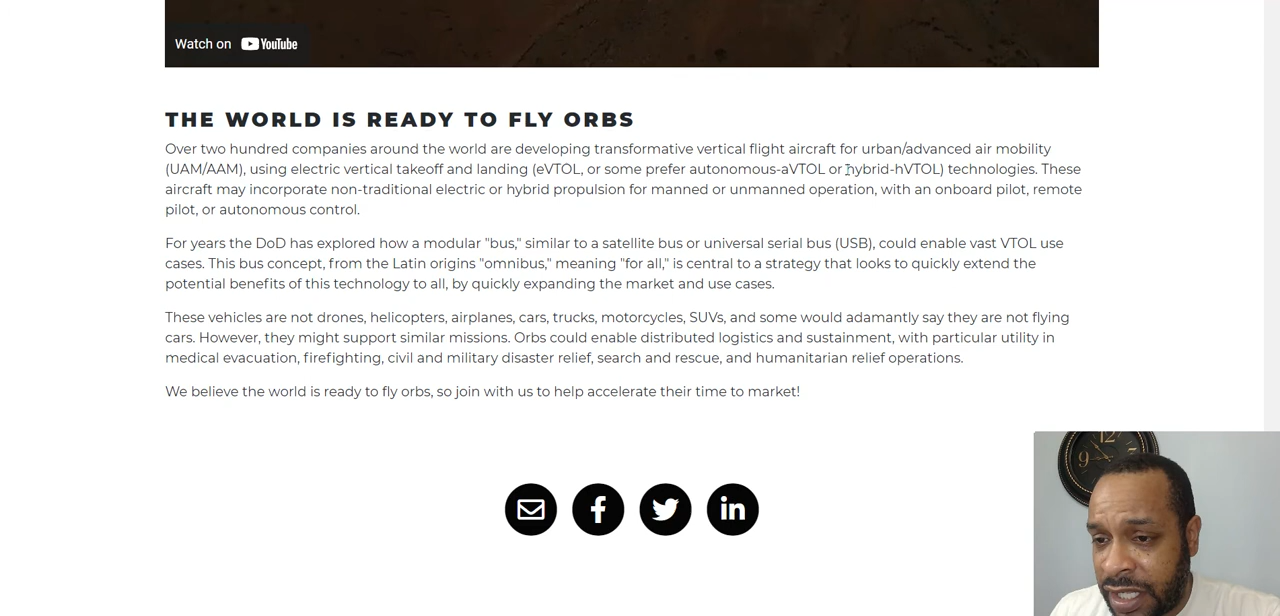 Watch on YouTube
THE WORLD IS READY TO FLY ORBS
Over two hundred companies around the world are developing transformative vertical flight aircraft for urban/advanced air mobility
(UAM/AAM), using electric vertical takeoff and landing (eVTOL, or some prefer autonomous-aVTOL or hybrid-hVTOL) technologies. These
aircraft may incorporate non-traditional electric or hybrid propulsion for manned or unmanned operation, with an onboard pilot, remote
pilot, or autonomous control.
For years the DoD has explored how a modular "bus," similar to a satellite bus or universal serial bus (USB), could enable vast VTOL use
cases. This bus concept, from the Latin origins "omnibus," meaning "for all," is central to a strategy that looks to quickly extend the
potential benefits of this technology to all, by quickly expanding the market and use cases.
These vehicles are not drones, helicopters, airplanes, cars, trucks, motorcycles, SUVs, and some would adamantly say they are not flying
cars. However, they might support similar missions. Orbs could enable distributed logistics and sustainment, with particular utility in
medical evacuation, firefighting, civil and military disaster relief, search and rescue, and humanitarian relief operations.
We believe the world is ready to fly orbs, so join with us to help accelerate their time to market!
in
12
9